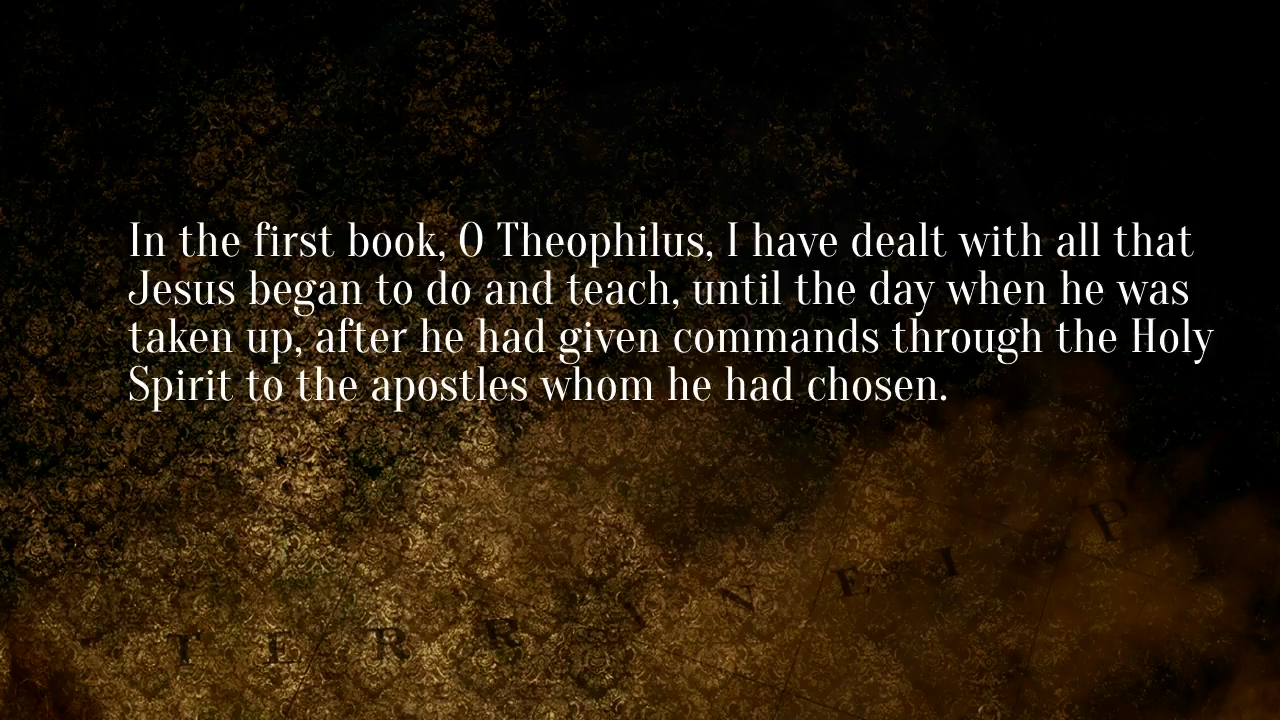 In the first book, O Theophilus, I have dealt with all that
Jesus began to do and teach, until the day when he was
taken up, after he had given commands through the Holy
Spirit to the apostles whom he had chosen.
T E R R I N E I P